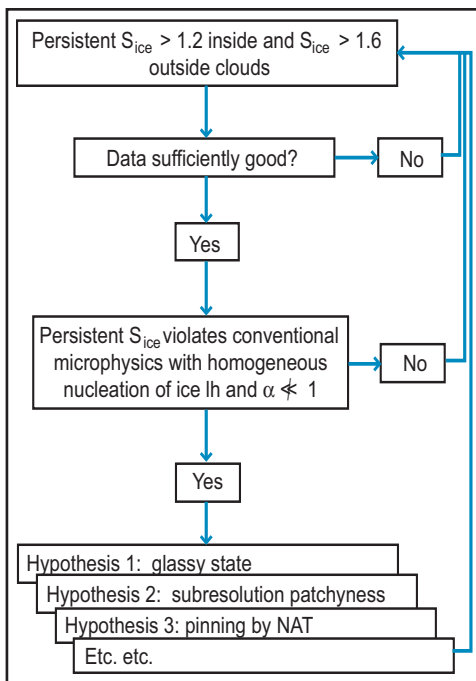 Persistent Sice > 1.2 inside and Sice > 1.6
outside clouds
Data sufficiently good?
No
Yes
Persistent Sice violates conventional
microphysics with homogeneous
nucleation of ice Ih and α ≮ 1
No
Yes
Hypothesis 1: glassy state
Hypothesis 2: subresolution patchyness
Hypothesis 3: pinning by NAT
Etc. etc.